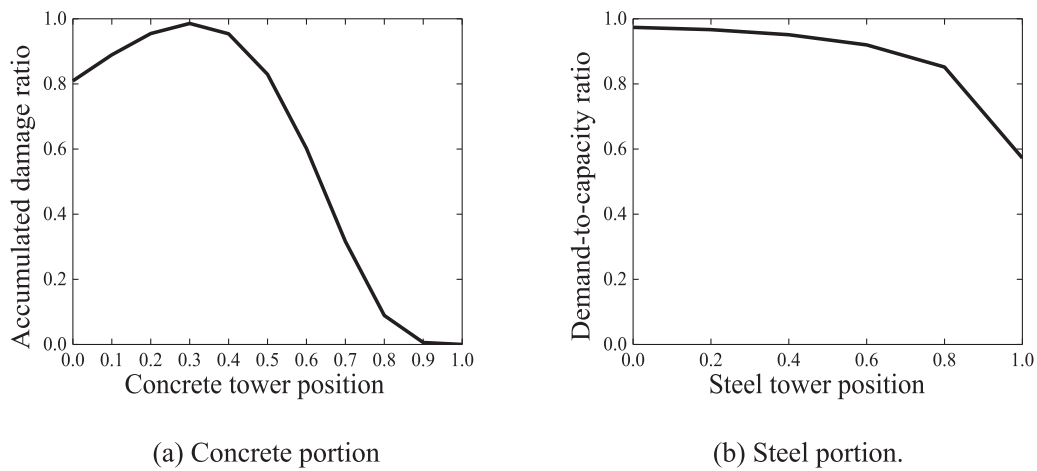 Accumulated damage ratio
1.0
0.8
0.6
0.4
0.2
0.0
0.0 0.1 0.2 0.3 0.4 0.5 0.6 0.7 0.8 0.9 1.0
Concrete tower position
(a) Concrete portion
Demand-to-capacity ratio
1.0
0.8
0.6
0.4
0.2
0.0
0.0 0.2 0.4 0.6 0.8 1.0
Steel tower position
(b) Steel portion.